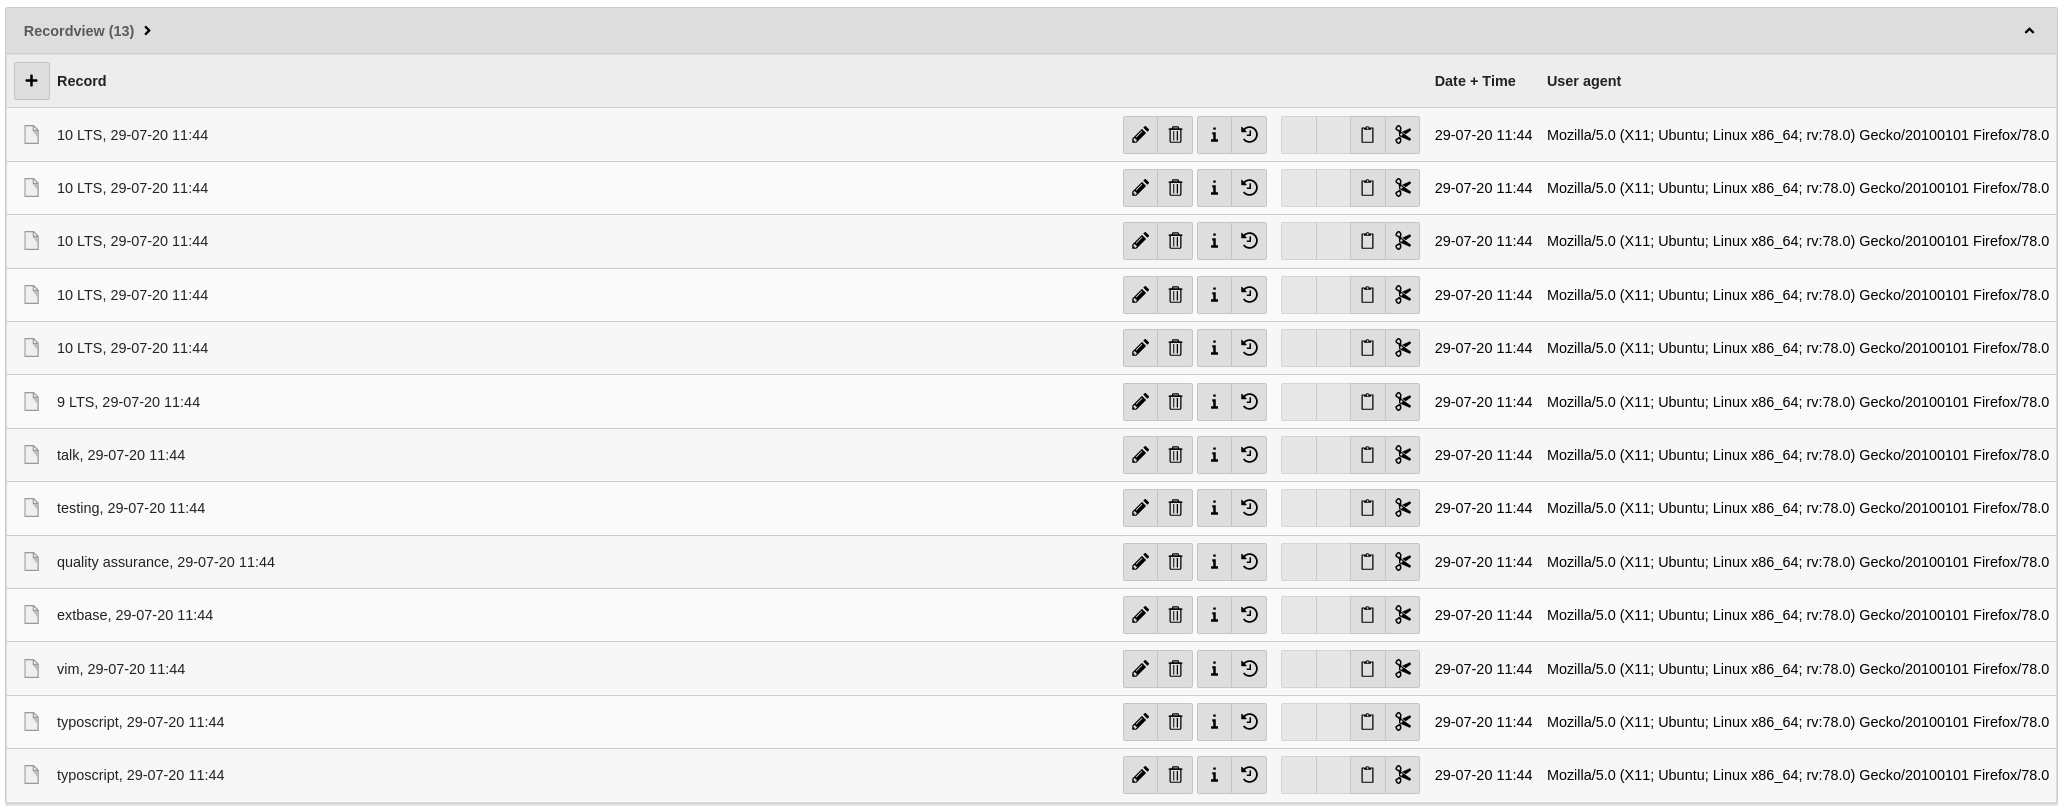 Recordview (13)
Record Date + Time User agent
10 LTS, 29-07-20 11:44 29-07-20 11:44 Mozilla/5.0 (X11; Ubuntu; Linux x86_64; rv:78.0) Gecko/20100101 Firefox/78.0
10 LTS, 29-07-20 11:44 29-07-20 11:44 Mozilla/5.0 (X11; Ubuntu; Linux x86_64; rv:78.0) Gecko/20100101 Firefox/78.0
10 LTS, 29-07-20 11:44 29-07-20 11:44 Mozilla/5.0 (X11; Ubuntu; Linux x86_64; rv:78.0) Gecko/20100101 Firefox/78.0
10 LTS, 29-07-20 11:44 29-07-20 11:44 Mozilla/5.0 (X11; Ubuntu; Linux x86_64; rv:78.0) Gecko/20100101 Firefox/78.0
10 LTS, 29-07-20 11:44 29-07-20 11:44 Mozilla/5.0 (X11; Ubuntu; Linux x86_64; rv:78.0) Gecko/20100101 Firefox/78.0
9 LTS, 29-07-20 11:44 29-07-20 11:44 Mozilla/5.0 (X11; Ubuntu; Linux x86_64; rv:78.0) Gecko/20100101 Firefox/78.0
talk, 29-07-20 11:44 29-07-20 11:44 Mozilla/5.0 (X11; Ubuntu; Linux x86_64; rv:78.0) Gecko/20100101 Firefox/78.0
testing, 29-07-20 11:44 29-07-20 11:44 Mozilla/5.0 (X11; Ubuntu; Linux x86_64; rv:78.0) Gecko/20100101 Firefox/78.0
quality assurance, 29-07-20 11:44 29-07-20 11:44 Mozilla/5.0 (X11; Ubuntu; Linux x86_64; rv:78.0) Gecko/20100101 Firefox/78.0
extbase, 29-07-20 11:44 29-07-20 11:44 Mozilla/5.0 (X11; Ubuntu; Linux x86_64; rv:78.0) Gecko/20100101 Firefox/78.0
vim, 29-07-20 11:44 29-07-20 11:44 Mozilla/5.0 (X11; Ubuntu; Linux x86_64; rv:78.0) Gecko/20100101 Firefox/78.0
typoscript, 29-07-20 11:44 29-07-20 11:44 Mozilla/5.0 (X11; Ubuntu; Linux x86_64; rv:78.0) Gecko/20100101 Firefox/78.0
typoscript, 29-07-20 11:44 29-07-20 11:44 Mozilla/5.0 (X11; Ubuntu; Linux x86_64; rv:78.0) Gecko/20100101 Firefox/78.0